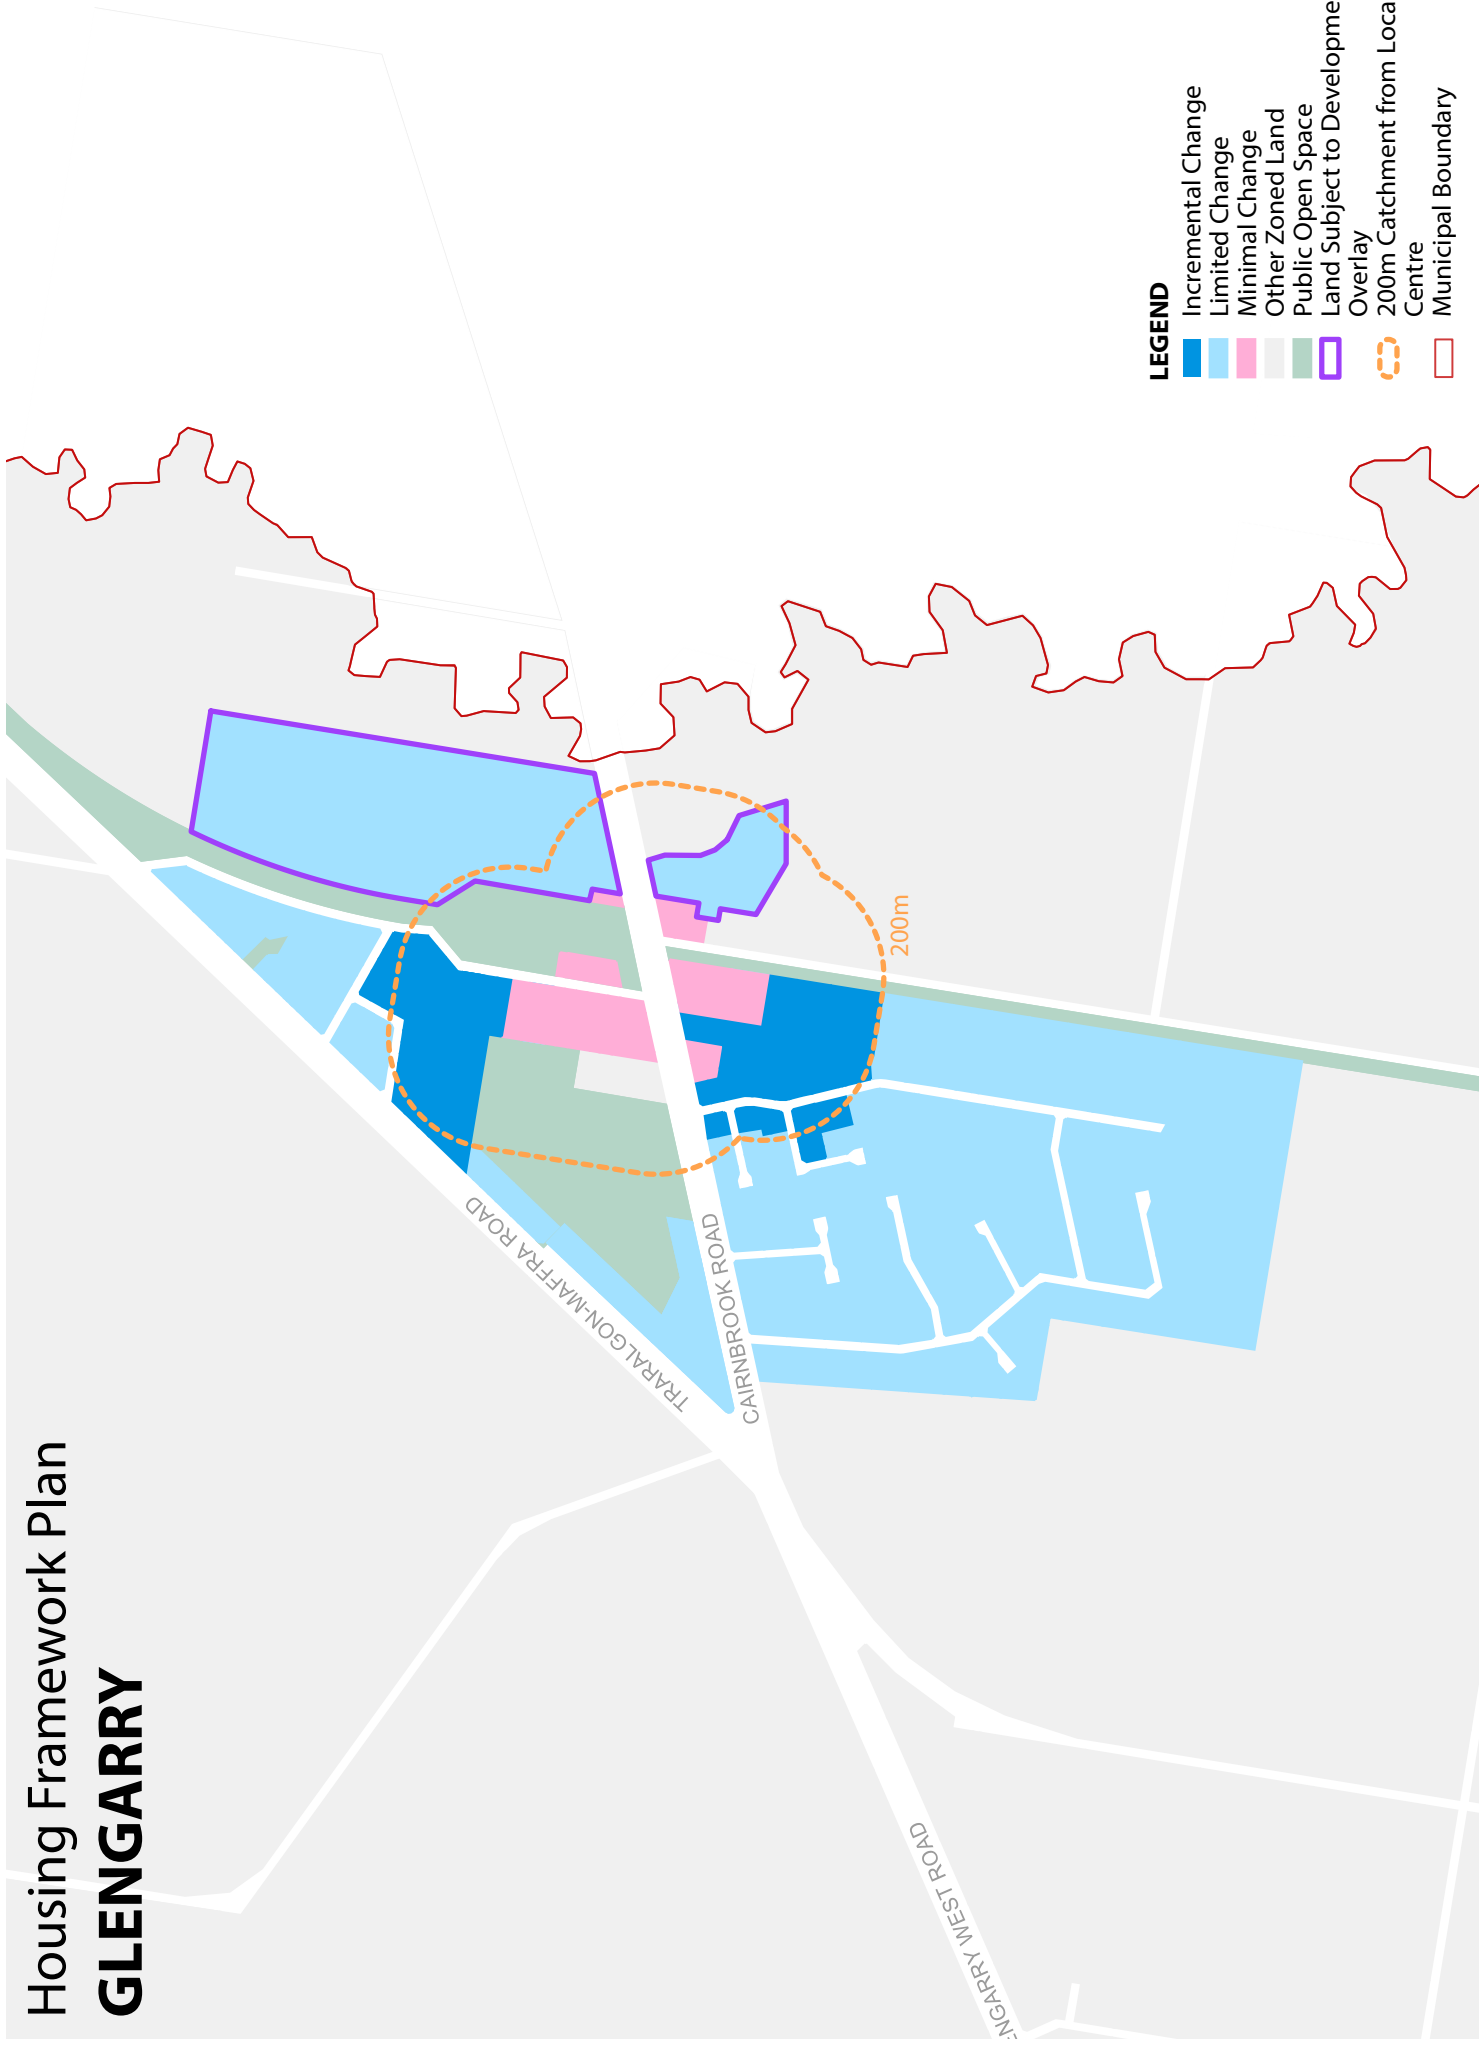 Housing Framework Plan
GLENGARRY
TRARALGON-MAFFRA ROAD
CAIRNBROOK ROAD
200m
ENGARRY WEST ROAD
LEGEND
Incremental Change
Limited Change
Minimal Change
Other Zoned Land
Public Open Space
Land Subject to Developme
Overlay
200m Catchment from Loca
Centre
Municipal Boundary